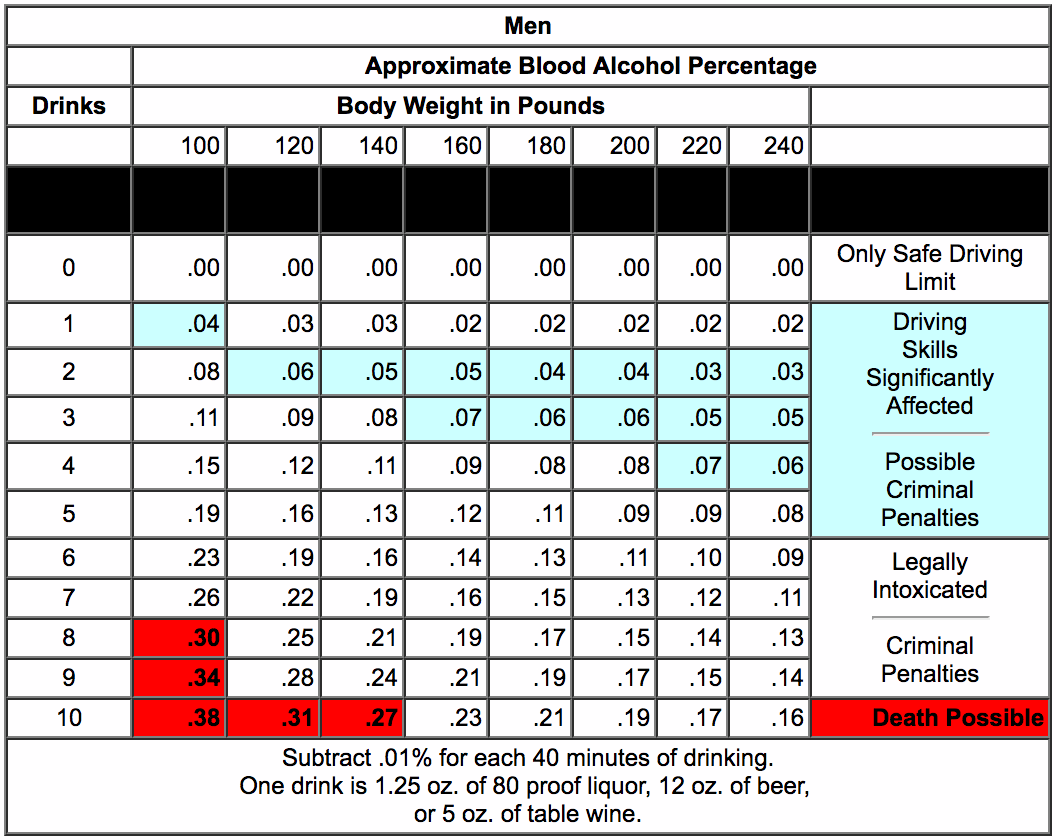 Men
Approximate Blood Alcohol Percentage
Drinks Body Weight in Pounds
100 120 140 160 180 200 220 240
0 .00 .00 .00 .00 .00 .00 .00 .00 Only Safe Driving
Limit
1 .04 .03 .03 .02 .02 .02 .02 .02 Driving
Skills
2 .08 .06 .05 .05 .04 .04 .03 .03 Significantly
Affected
3 .11 .09 .08 .07 .06 .06 .05 .05
4 .15 .12 .11 .09 .08 .08 .07 .06 Possible
Criminal
5 .19 .16 .13 .12 .11 .09 .09 .08 Penalties
6 .23 .19 .16 .14 .13 .11 .10 .09 Legally
Intoxicated
7 .26 .22 .19 .16 .15 .13 .12 .11
8 .30 .25 .21 .19 .17 .15 .14 .13 Criminal
Penalties
9 .34 .28 .24 .21 .19 .17 .15 .14
10 .38 .31 .27 .23 .21 .19 .17 .16 Death Possible
Subtract .01% for each 40 minutes of drinking.
One drink is 1.25 oz. of 80 proof liquor, 12 oz. of beer,
or 5 oz. of table wine.